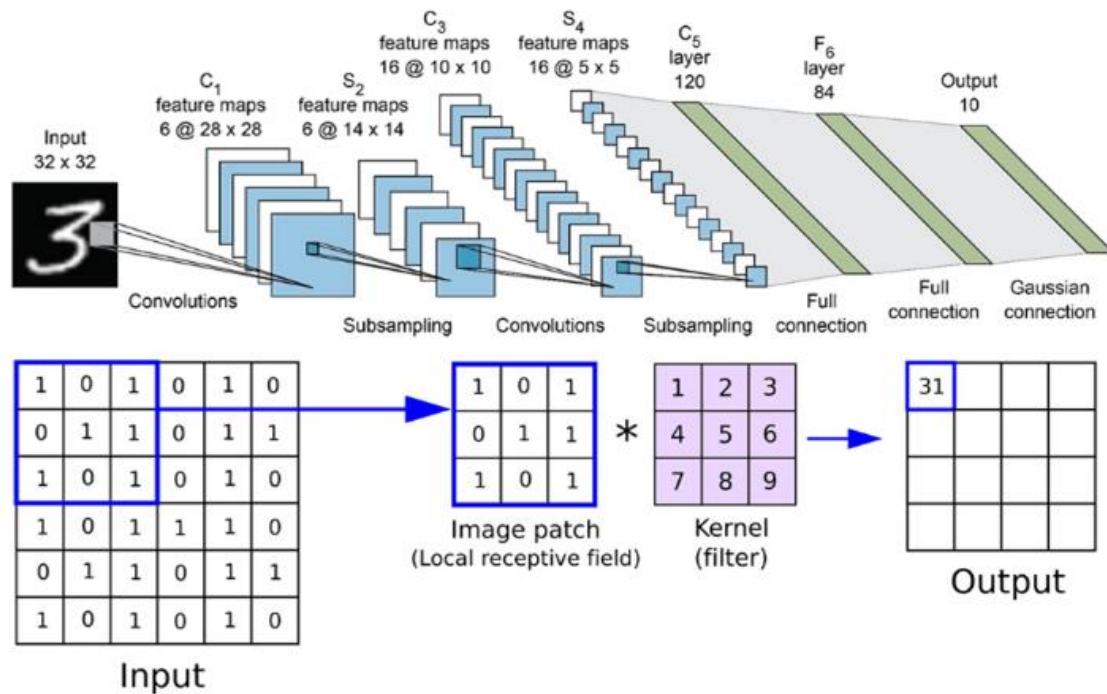 Input
32 x 32
C1
feature maps
6 @ 28 x 28
S2
feature maps
6 @ 14 x 14
C3
feature maps
16 @ 10 x 10
S4
feature maps
16 @ 5 x 5
C5
layer
120
F6
layer
84
Output
10
Convolutions
Subsampling
Convolutions
Subsampling
Full
connection
Full
connection
Gaussian
connection
1 0 1 0 1 0
0 1 1 0 1 1
1 0 1 0 1 0
1 0 1 1 1 0
0 1 1 0 1 1
1 0 1 0 1 0
Input
1 0 1
0 1 1
1 0 1
Image patch
(Local receptive field)
*
1 2 3
4 5 6
7 8 9
Kernel
(filter)
31
Output